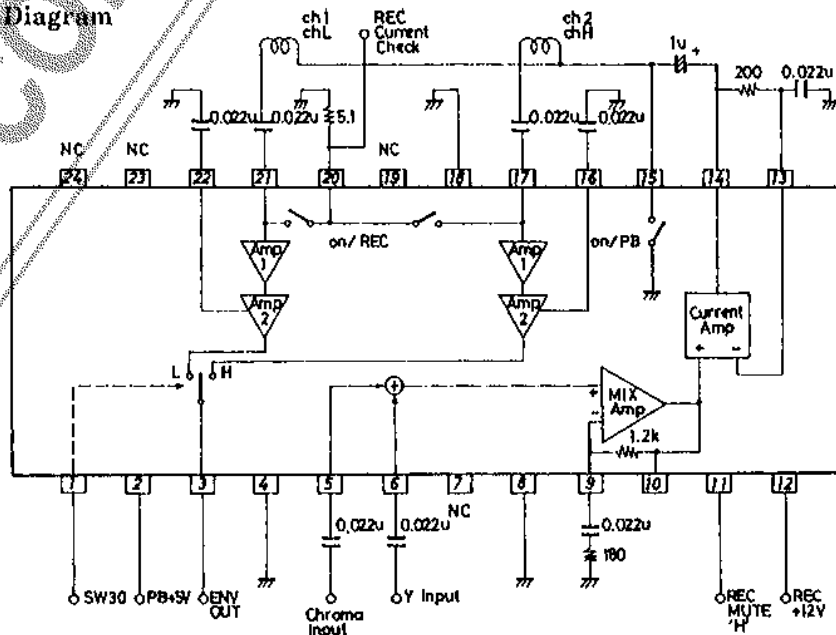 Diagram
ch1
chL
REC
Current
Check
ch2
chH
1u +
200
0.022u
0.022u
0.022u
5.1
0.022u
0.022u
NC
NC
NC
24
23
22
21
20
19
18
17
16
15
14
13
on/REC
on/PB
Amp
1
Amp
1
Amp
2
Amp
2
Current
Amp
+ -
L
H
+
+
-
MIX
Amp
1.2k
1
2
3
4
5
6
7
8
9
10
11
12
NC
0.022u
0.022u
0.022u
180
SW30
PB+5V
ENV
OUT
Chroma
Input
Y Input
REC
MUTE
'H'
REC
+12V